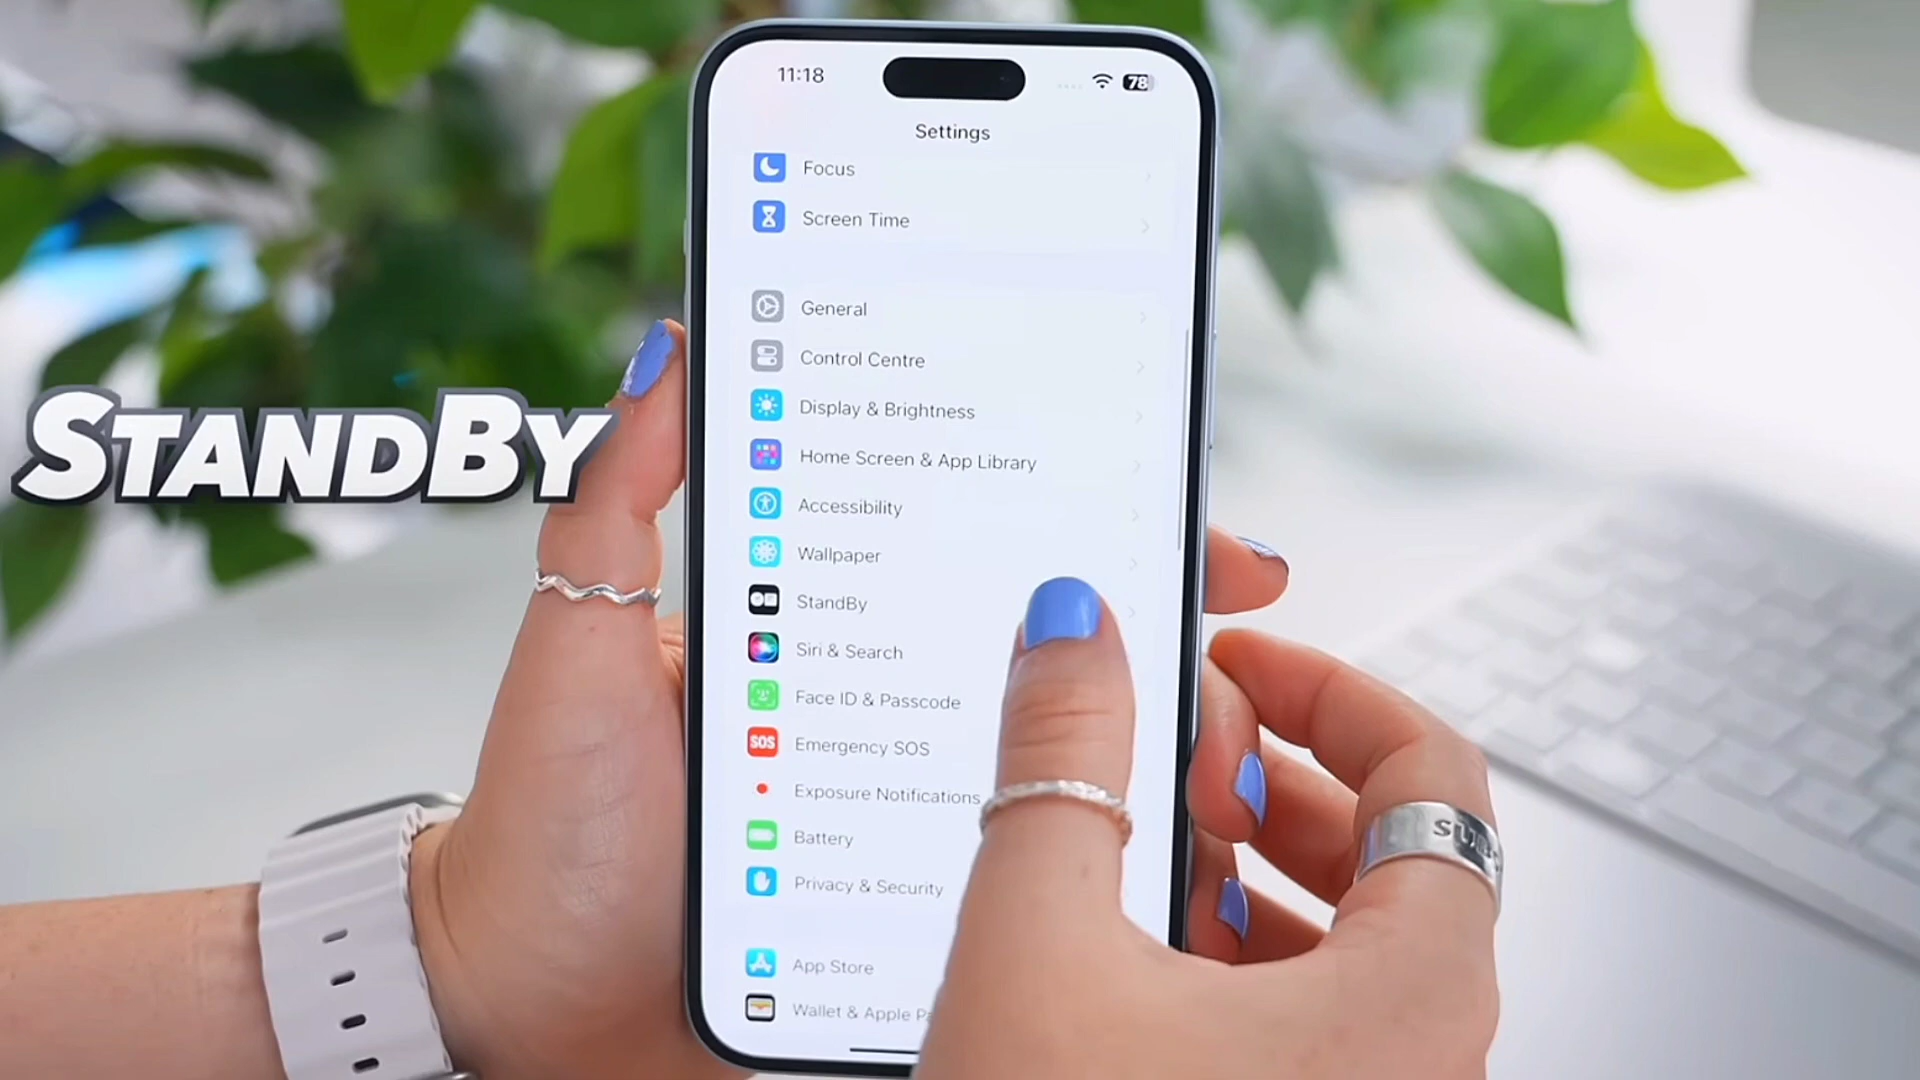 11:18
78
Settings
Focus
Screen Time
General
Control Centre
Display & Brightness
Home Screen & App Library
Accessibility
Wallpaper
STANDBY
StandBy
Siri & Search
Face ID & Passcode
SOS Emergency SOS
Exposure Notifications
Battery
Privacy & Security
App Store
Wallet & Apple